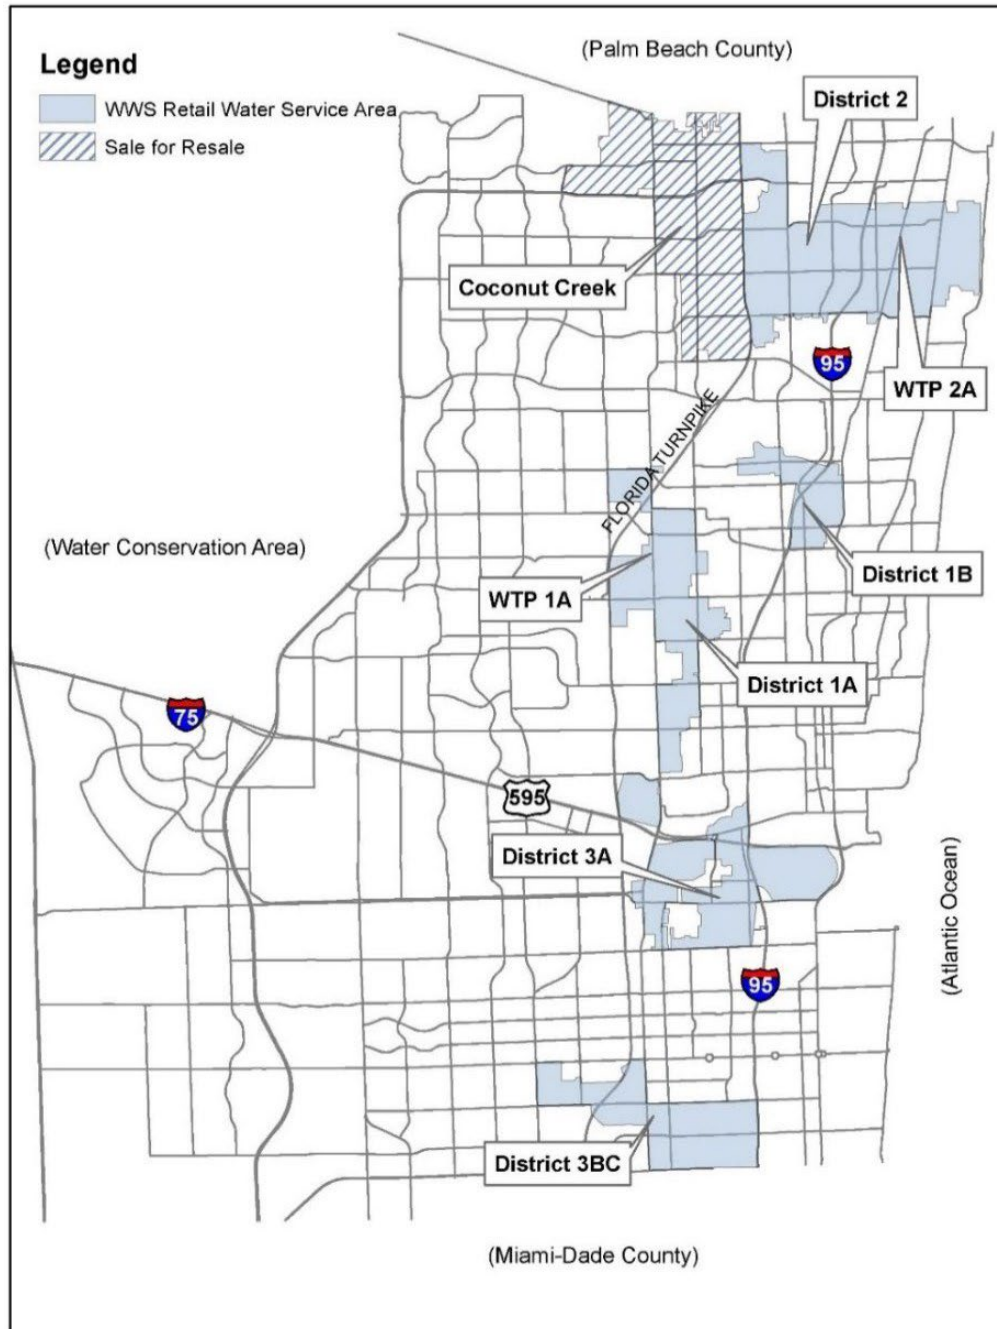 (Palm Beach County)
Legend
WWS Retail Water Service Area
Sale for Resale
District 2
Coconut Creek
95
WTP 2A
FLORIDA TURNPIKE
(Water Conservation Area)
District 1B
WTP 1A
District 1A
75
595
District 3A
(Atlantic Ocean)
95
District 3BC
(Miami-Dade County)